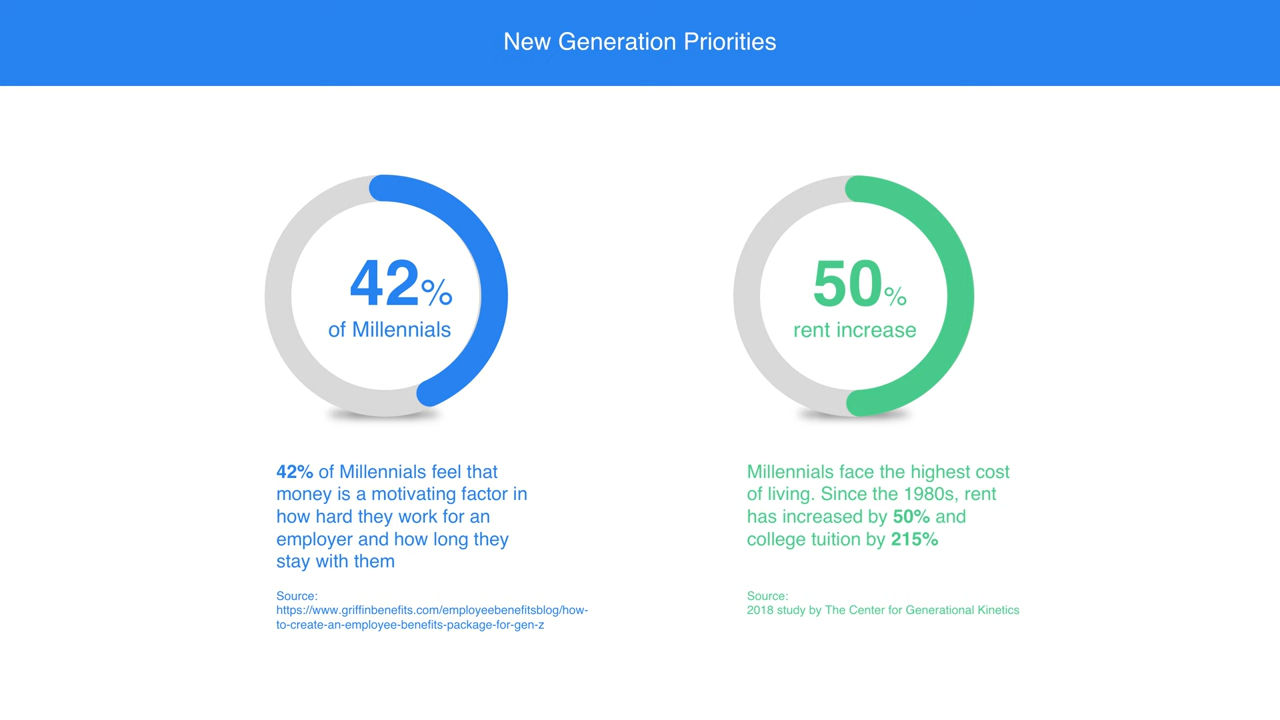 New Generation Priorities
42%
of Millennials
50%
rent increase
42% of Millennials feel that
money is a motivating factor in
how hard they work for an
employer and how long they
stay with them
Source:
https://www.griffinbenefits.com/employeebenefitsblog/how-
to-create-an-employee-benefits-package-for-gen-z
Millennials face the highest cost
of living. Since the 1980s, rent
has increased by 50% and
college tuition by 215%
Source:
2018 study by The Center for Generational Kinetics